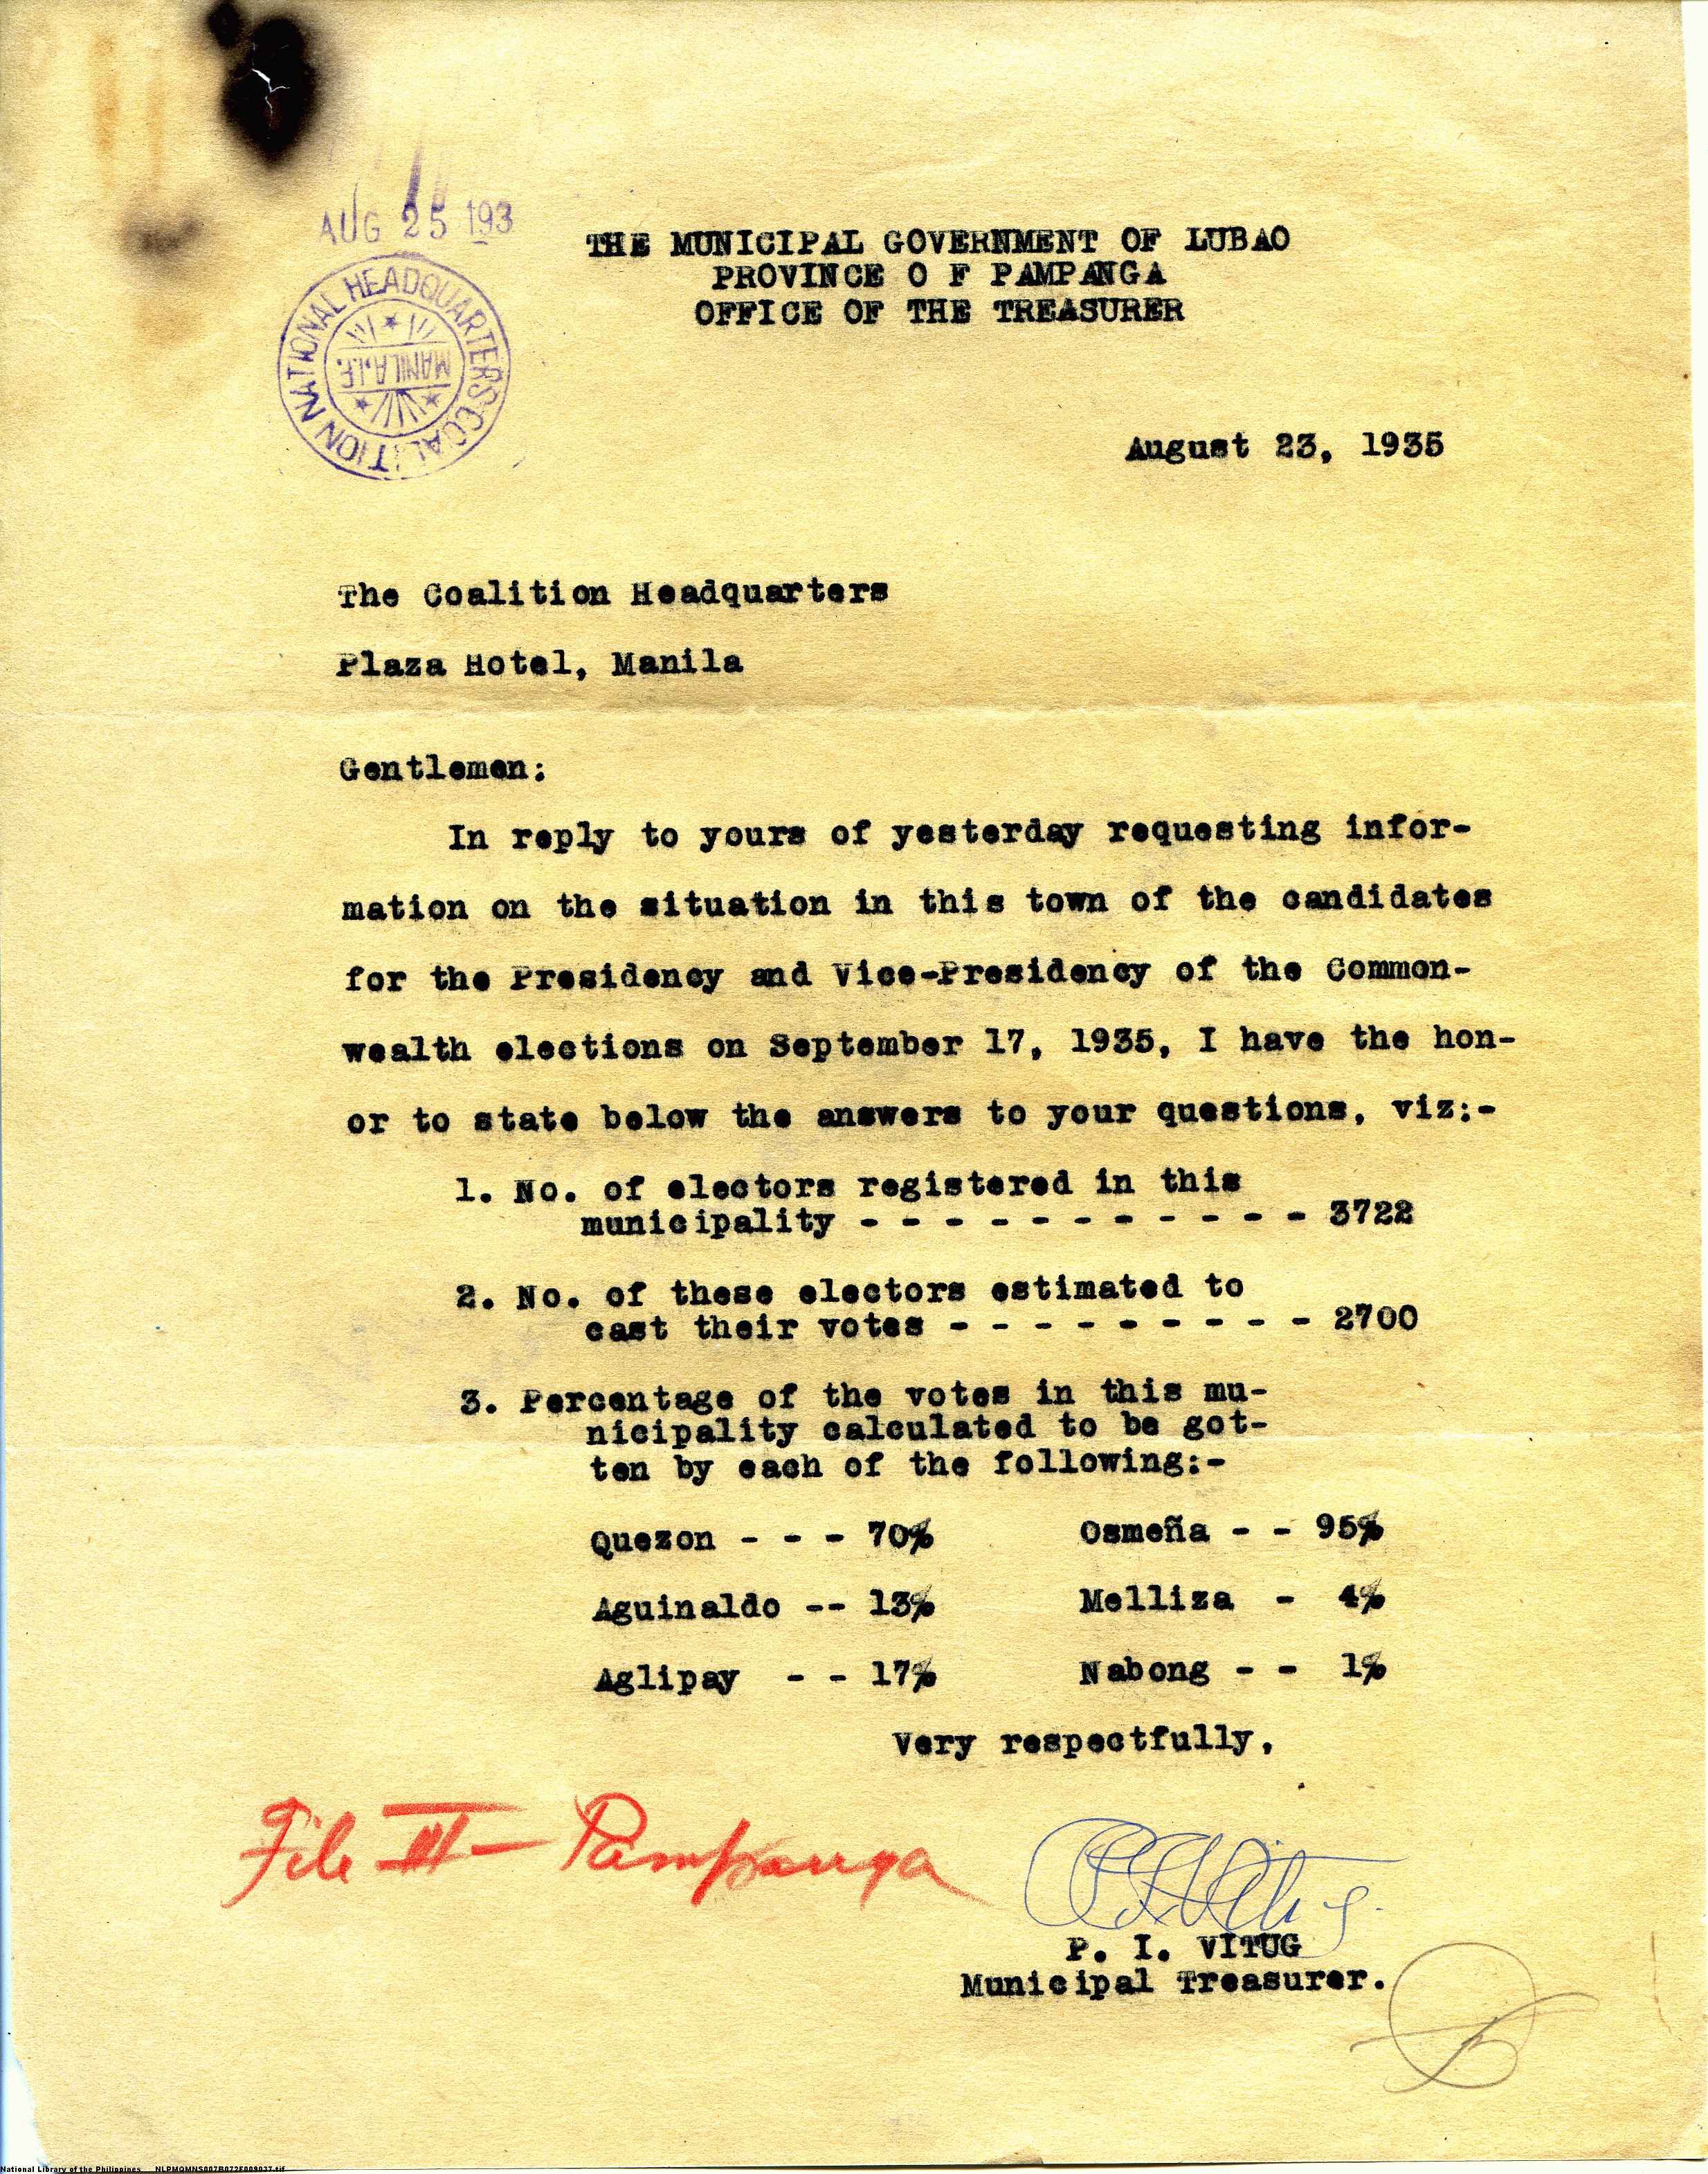 AUG 25 193
NATIONAL HEADQUARTERS COALITION
MANILA, I.F.
THE MUNICIPAL GOVERNMENT OF LUBAO
PROVINCE O F PAMPANGA
OFFICE OF THE TREASURER
August 23, 1935
The Coalition Headquarters
Plaza Hotel, Manila
Gentlemen:
In reply to yours of yesterday requesting infor-
mation on the situation in this town of the candidates
for the Presidency and Vice-Presidency of the Common-
wealth elections on September 17, 1935, I have the hon-
or to state below the answers to your questions, viz:-
1. No. of electors registered in this
municipality - - - - - - - - - - - 3722
2. No. of these electors estimated to
cast their votes - - - - - - - - - 2700
3. Percentage of the votes in this mu-
nicipality calculated to be got-
ten by each of the following:-
Quezon - - - 70% Osmeña - - 95%
Aguinaldo -- 13% Melliza - 4%
Aglipay - - 17% Nabong - - 1%
Very respectfully,
File III - Pampanga
P. I. VITUG
Municipal Treasurer.
National Library of the Philippines NLPMQMNS007B072F009037.tif